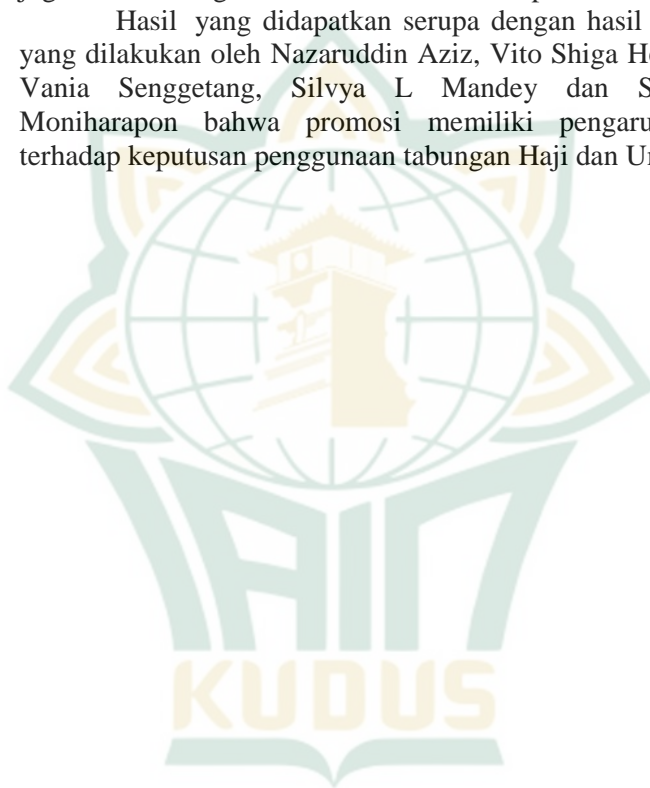 Hasil yang didapatkan serupa dengan hasil
yang dilakukan oleh Nazaruddin Aziz, Vito Shiga
Vania Senggetang, Silvya L Mandey dan
Moniharapon bahwa promosi memiliki
terhadap keputusan penggunaan tabungan Haji dan
IAIN
KUDUS